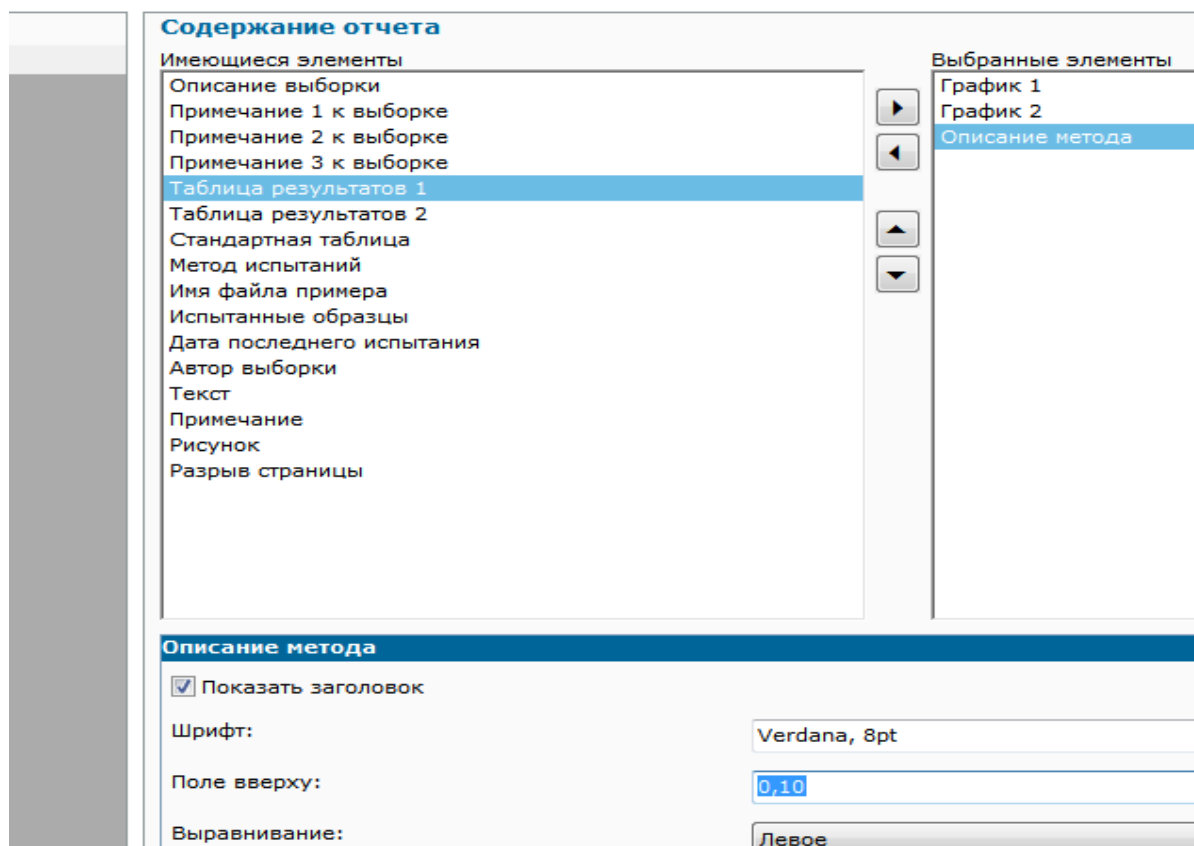 Содержание отчета
Имеющиеся элементы
Описание выборки
Примечание 1 к выборке
Примечание 2 к выборке
Примечание 3 к выборке
Таблица результатов 1
Таблица результатов 2
Стандартная таблица
Метод испытаний
Имя файла примера
Испытанные образцы
Дата последнего испытания
Автор выборки
Текст
Примечание
Рисунок
Разрыв страницы
Выбранные элементы
График 1
График 2
Описание метода
Описание метода
Показать заголовок
Шрифт: Verdana, 8pt
Поле вверху: 0,10
Выравнивание: Левое